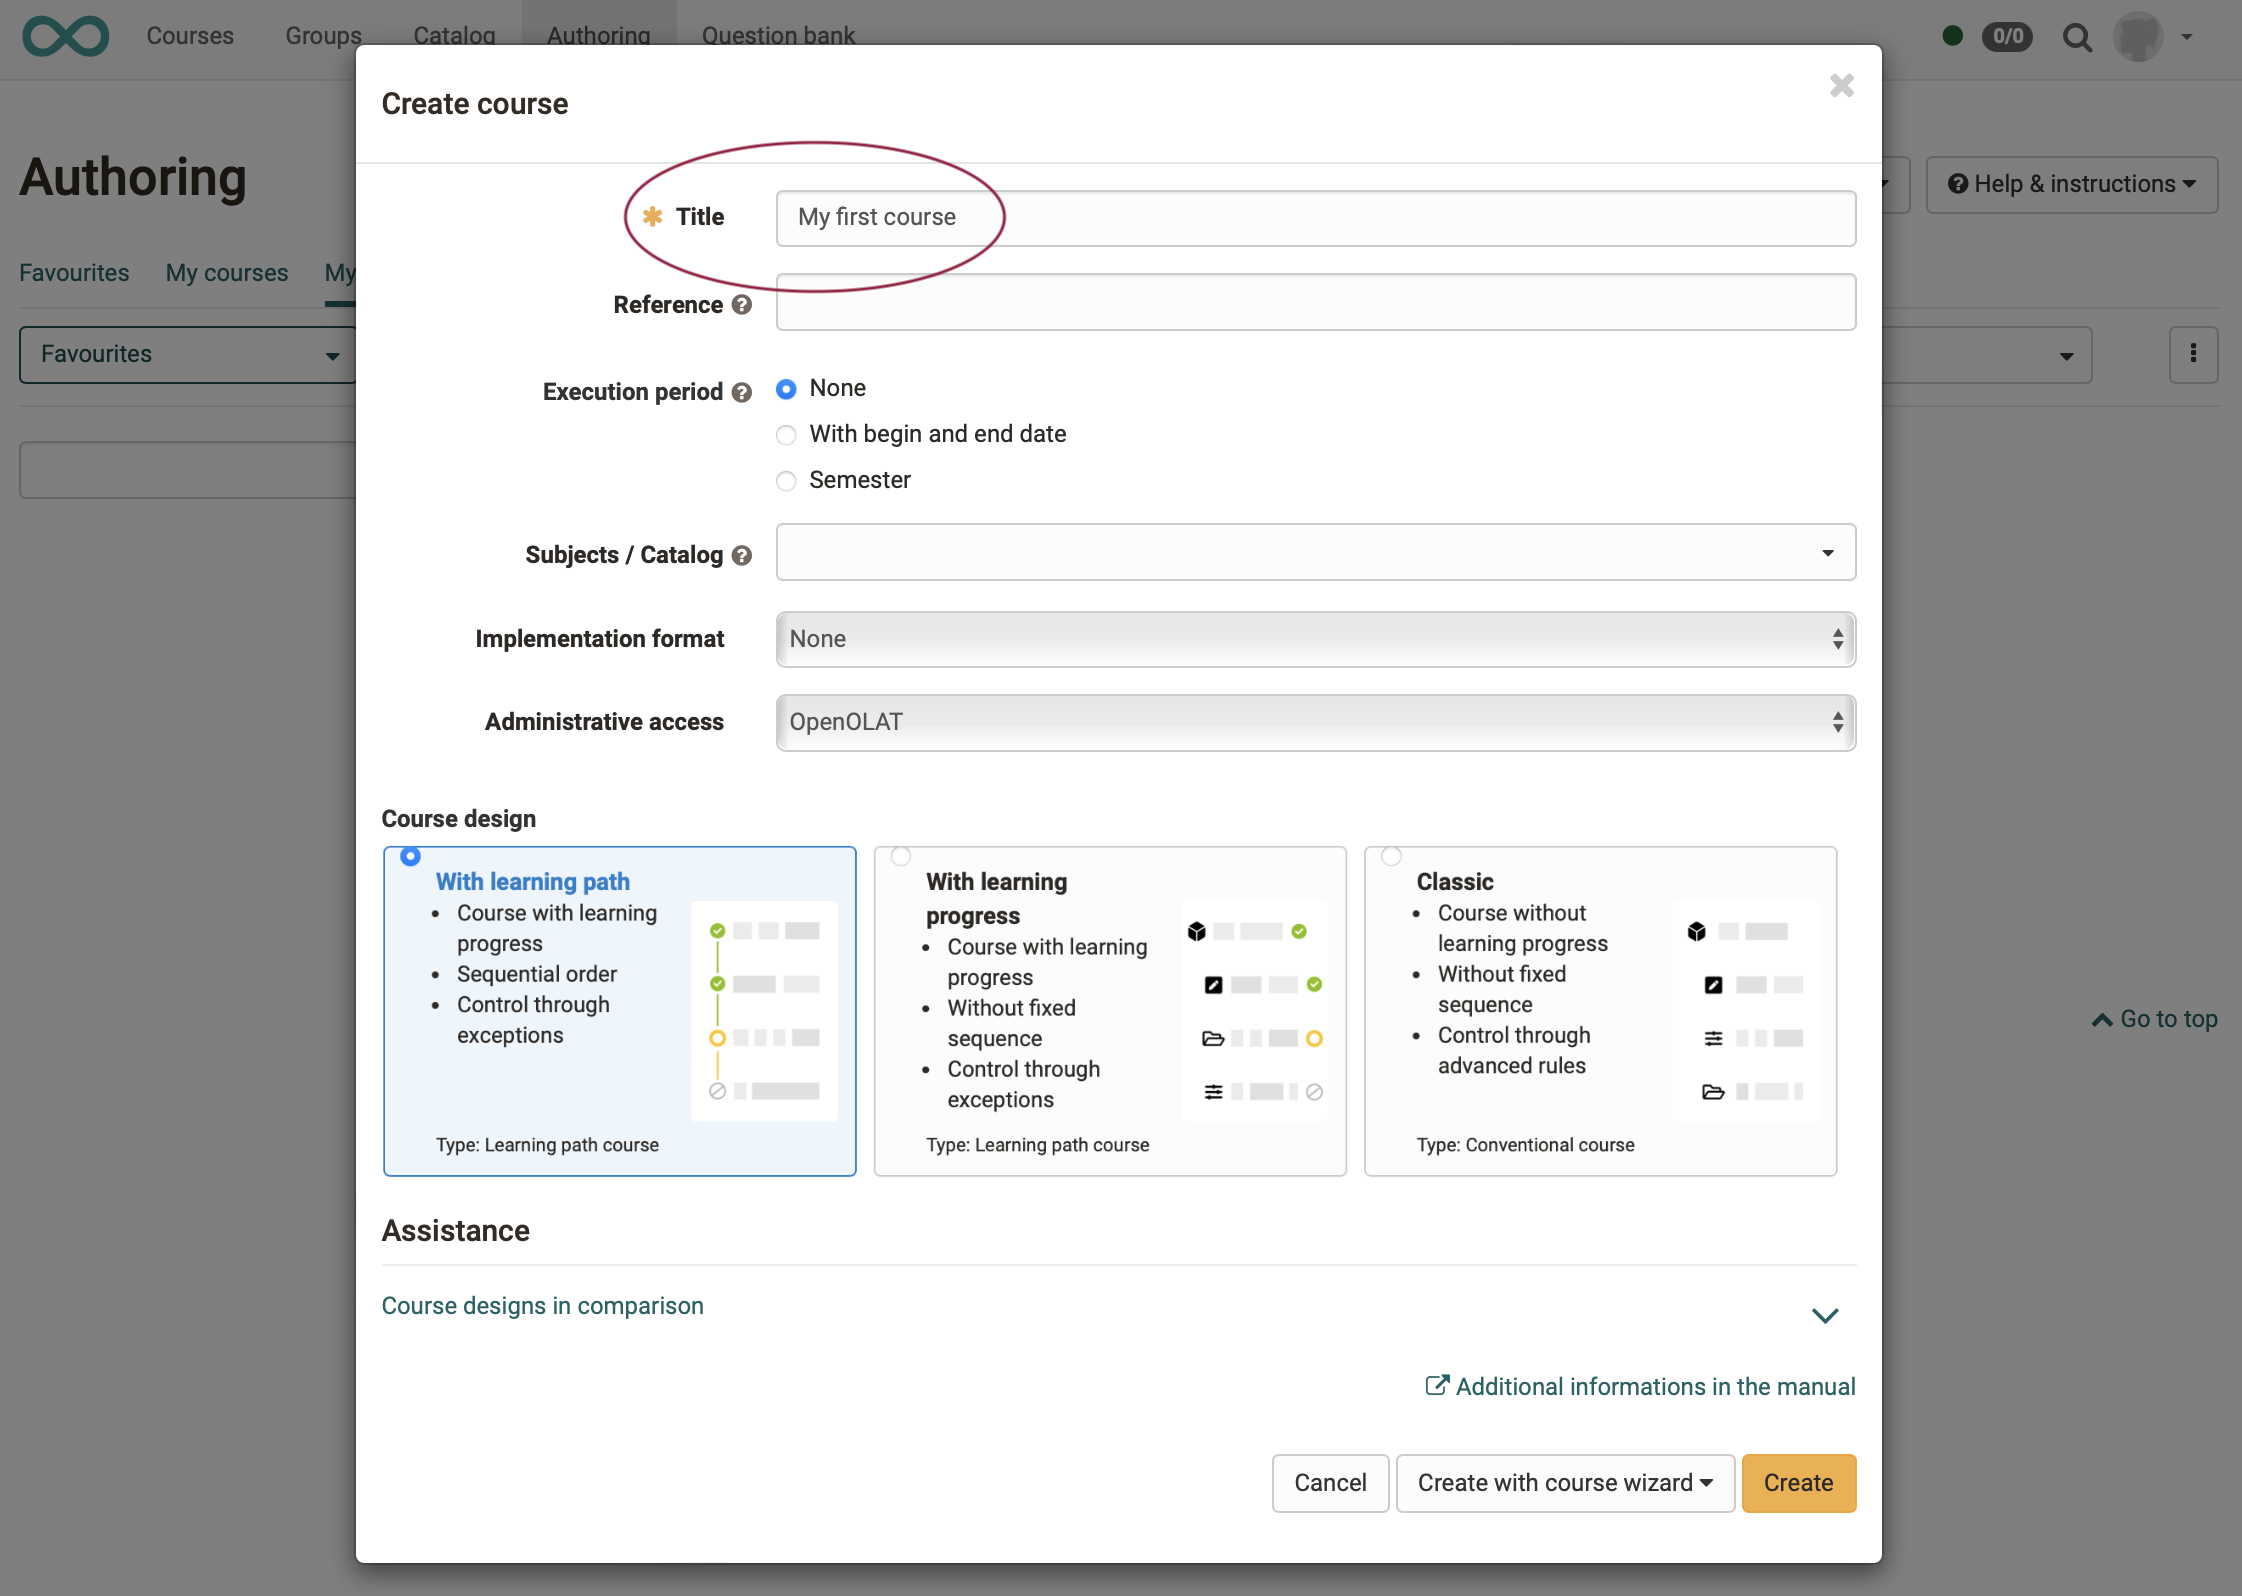 Courses Groups Catalog Authoring Question bank 0/0
Create course
Authoring
Help & instructions
Title My first course
Favourites My courses My
Reference
Favourites
Execution period None
With begin and end date
Semester
Subjects / Catalog
Implementation format None
Administrative access OpenOLAT
Course design
With learning path
• Course with learning
progress
• Sequential order
• Control through
exceptions
Type: Learning path course
With learning
progress
• Course with learning
progress
• Without fixed
sequence
• Control through
exceptions
Type: Learning path course
Classic
• Course without
learning progress
• Without fixed
sequence
• Control through
advanced rules
Type: Conventional course
Go to top
Assistance
Course designs in comparison
Additional informations in the manual
Cancel Create with course wizard Create